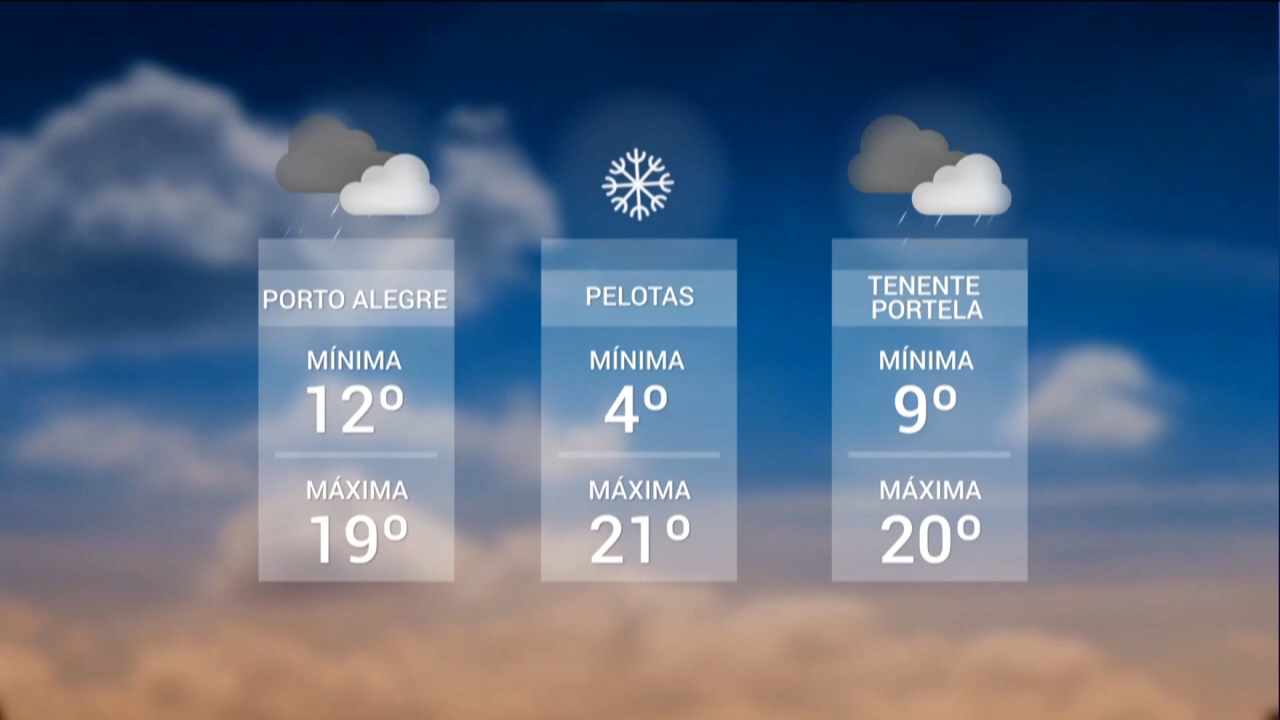 PORTO ALEGRE
MÍNIMA
12º
MÁXIMA
19º
PELOTAS
MÍNIMA
4º
MÁXIMA
21º
TENENTE
PORTELA
MÍNIMA
9º
MÁXIMA
20º